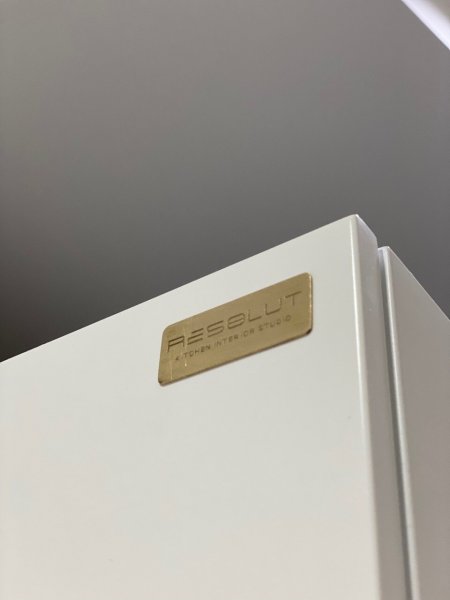 RESOLUT
KITCHEN INTERIOR STUDIO